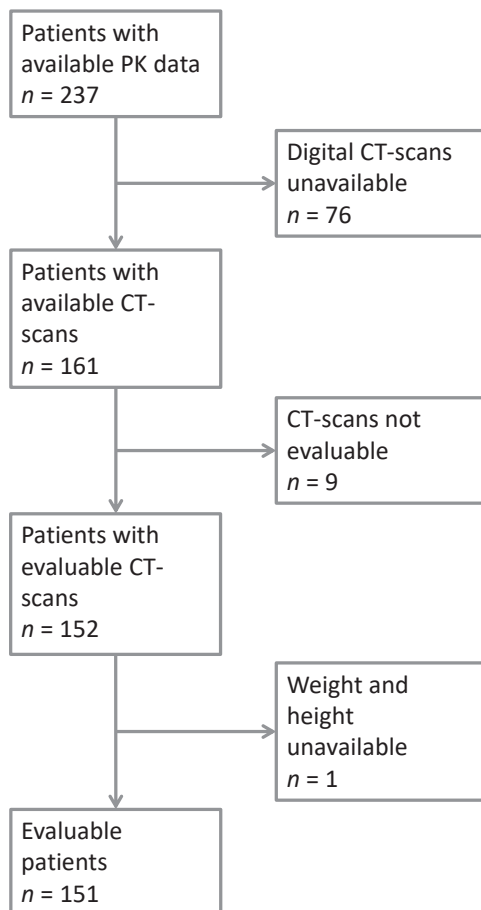 Patients with
available PK data
n = 237
Digital CT-scans
unavailable
n = 76
Patients with
available CT-
scans
n = 161
CT-scans not
evaluable
n = 9
Patients with
evaluable CT-
scans
n = 152
Weight and
height
unavailable
n = 1
Evaluable
patients
n = 151